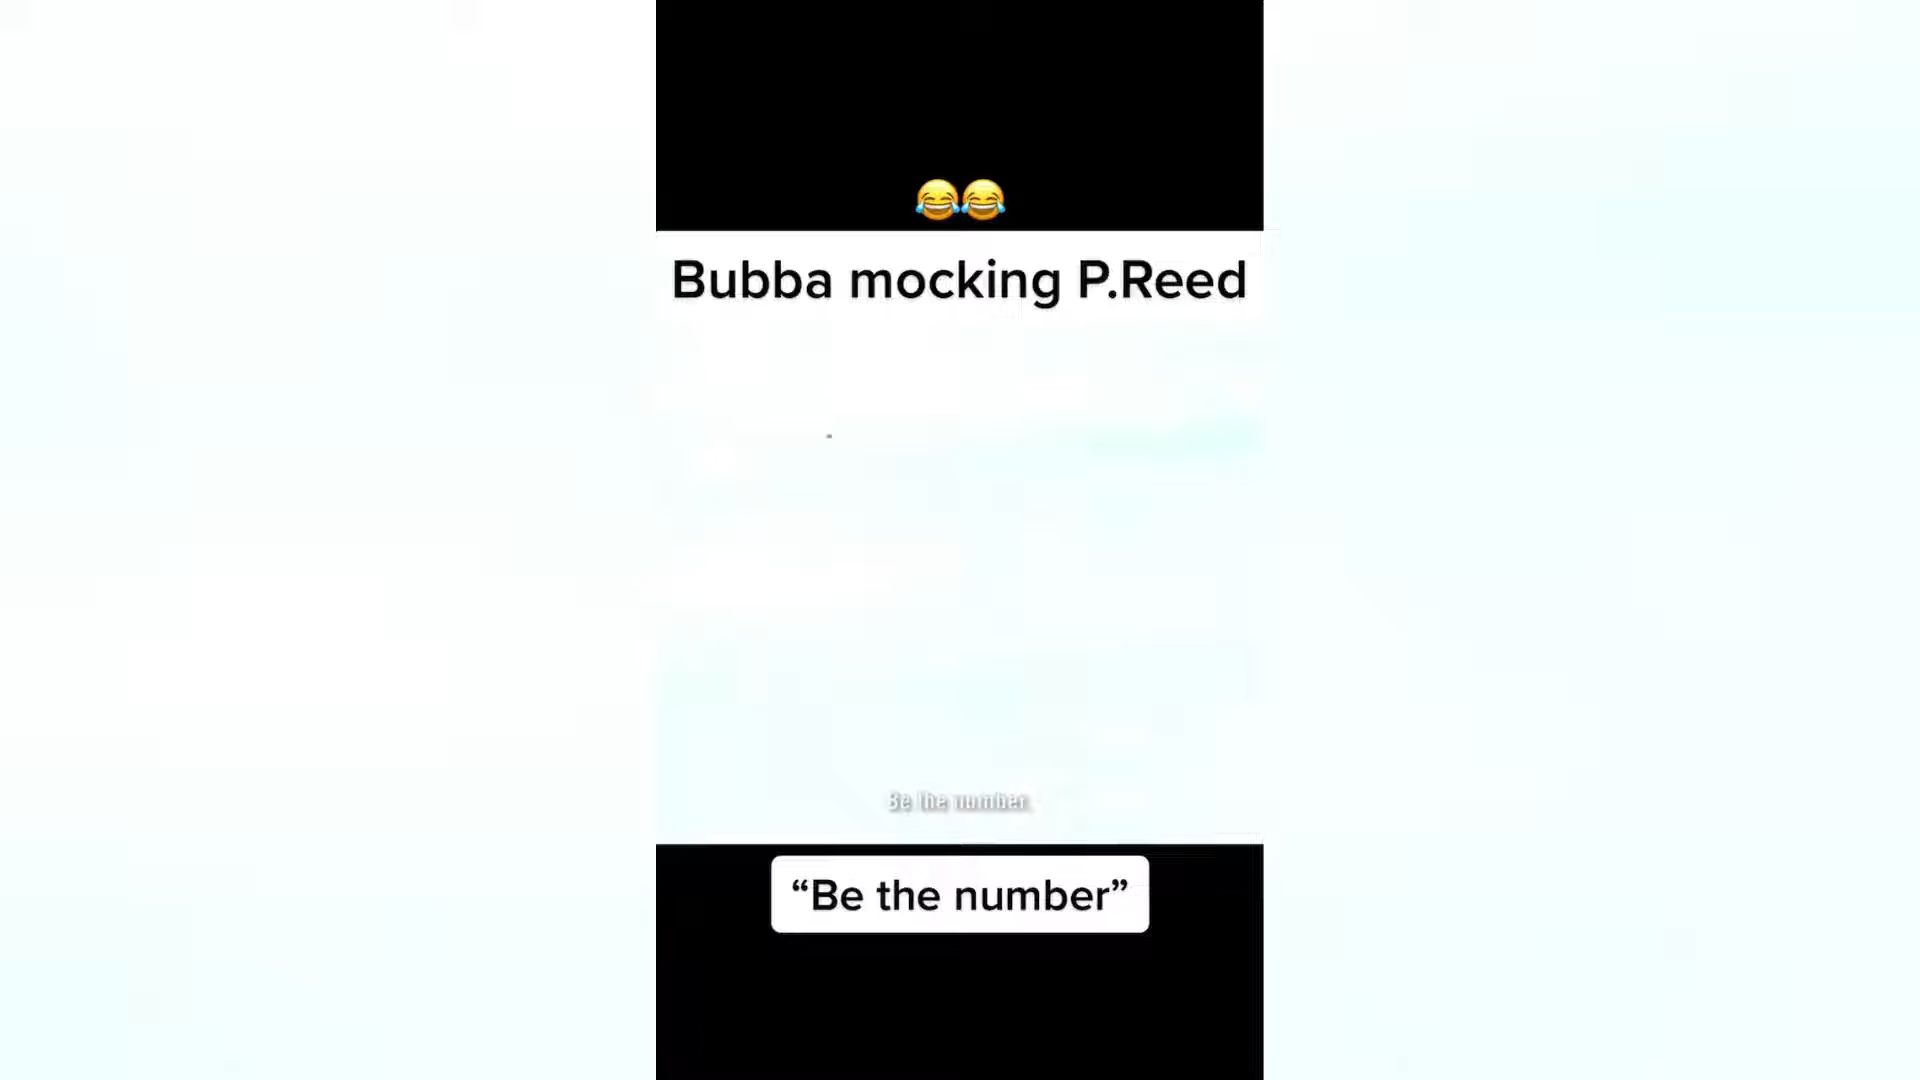 😂😂
Bubba mocking P.Reed
Be the number.
“Be the number”